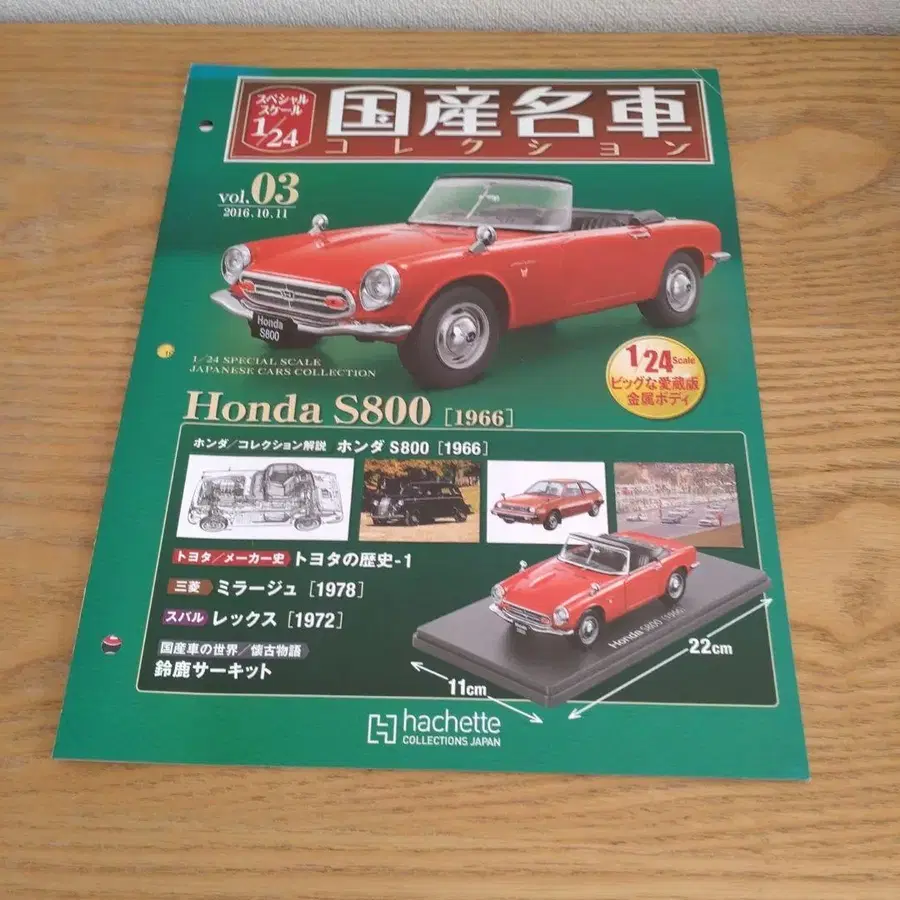 スペシャル
スケール
1/24
国産名車
コレクション
vol.03
2016.10.11
Honda
S800
1/24 SPECIAL SCALE
JAPANESE CARS COLLECTION
1/24 Scale
ビッグな愛蔵版
金属ボディ
Honda S800 [1966]
ホンダ/コレクション解説 ホンダ S800 [1966]
トヨタ/メーカー史 トヨタの歴史-1
三菱 ミラージュ [1978]
スバル レックス [1972]
国産車の世界/懐古物語
鈴鹿サーキット
Honda S800 (1966)
11cm
22cm
hachette
COLLECTIONS JAPAN